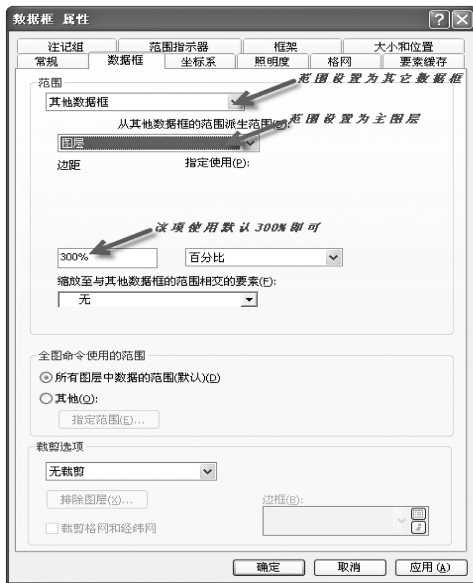 数据框 属性
注记组 范围指示器 框架 大小和位置
常规 数据框 坐标系 照明度 格网 要素缓存
范围
范围设置为其它数据框
其他数据框
从其他数据框的范围派生范围(D):
范围设置为主图层
图层
边距 指定使用(P):
该项使用默认300%即可
300% 百分比
缩放至与其他数据框的范围相交的要素(F):
无
全图命令使用的范围
所有图层中数据的范围(默认)(D)
其他(O):
指定范围(E)...
裁剪选项
无裁剪
排除图层(X)... 边框(B):
裁剪格网和经纬网
确定 取消 应用(A)